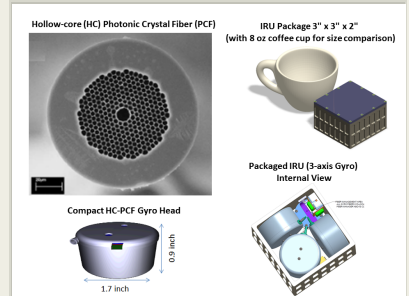 Hollow-core (HC) Photonic Crystal Fiber (PCF)
IRU Package 3" x 3" x 2"
(with 8 oz coffee cup for size comparison)
Compact HC-PCF Gyro Head
0.9 inch
1.7 inch
Packaged IRU (3-axis Gyro)
Internal View